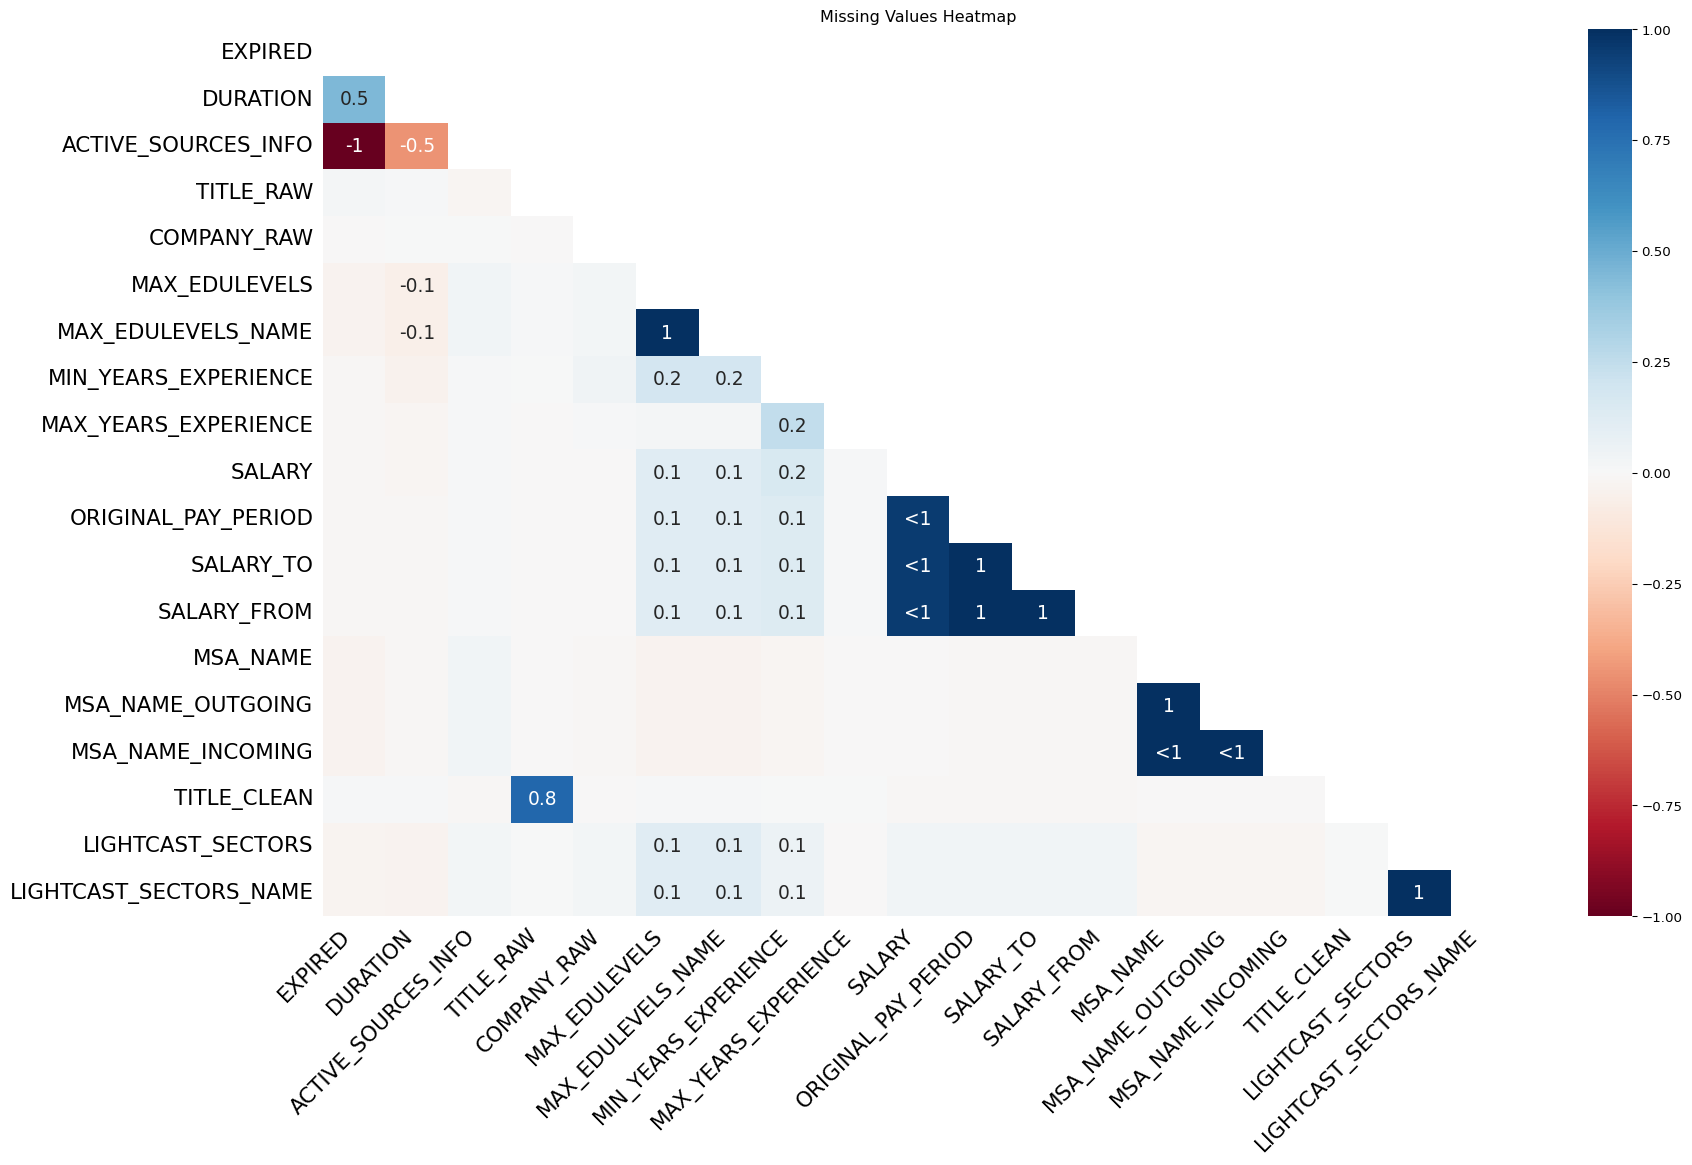 Missing Values Heatmap
EXPIRED
DURATION 0.5
ACTIVE_SOURCES_INFO -1 -0.5
TITLE_RAW
COMPANY_RAW
MAX_EDULEVELS -0.1
MAX_EDULEVELS_NAME -0.1 1
MIN_YEARS_EXPERIENCE 0.2 0.2
MAX_YEARS_EXPERIENCE 0.2
SALARY 0.1 0.1 0.2
ORIGINAL_PAY_PERIOD 0.1 0.1 0.1 <1
SALARY_TO 0.1 0.1 0.1 <1 1
SALARY_FROM 0.1 0.1 0.1 <1 1 1
MSA_NAME
MSA_NAME_OUTGOING 1
MSA_NAME_INCOMING <1 <1
TITLE_CLEAN 0.8
LIGHTCAST_SECTORS 0.1 0.1 0.1
LIGHTCAST_SECTORS_NAME 0.1 0.1 0.1 1
EXPIRED
DURATION
ACTIVE_SOURCES_INFO
TITLE_RAW
COMPANY_RAW
MAX_EDULEVELS
MAX_EDULEVELS_NAME
MIN_YEARS_EXPERIENCE
MAX_YEARS_EXPERIENCE
SALARY
ORIGINAL_PAY_PERIOD
SALARY_TO
SALARY_FROM
MSA_NAME
MSA_NAME_OUTGOING
MSA_NAME_INCOMING
TITLE_CLEAN
LIGHTCAST_SECTORS
LIGHTCAST_SECTORS_NAME
1.00
0.75
0.50
0.25
0.00
−0.25
−0.50
−0.75
−1.00